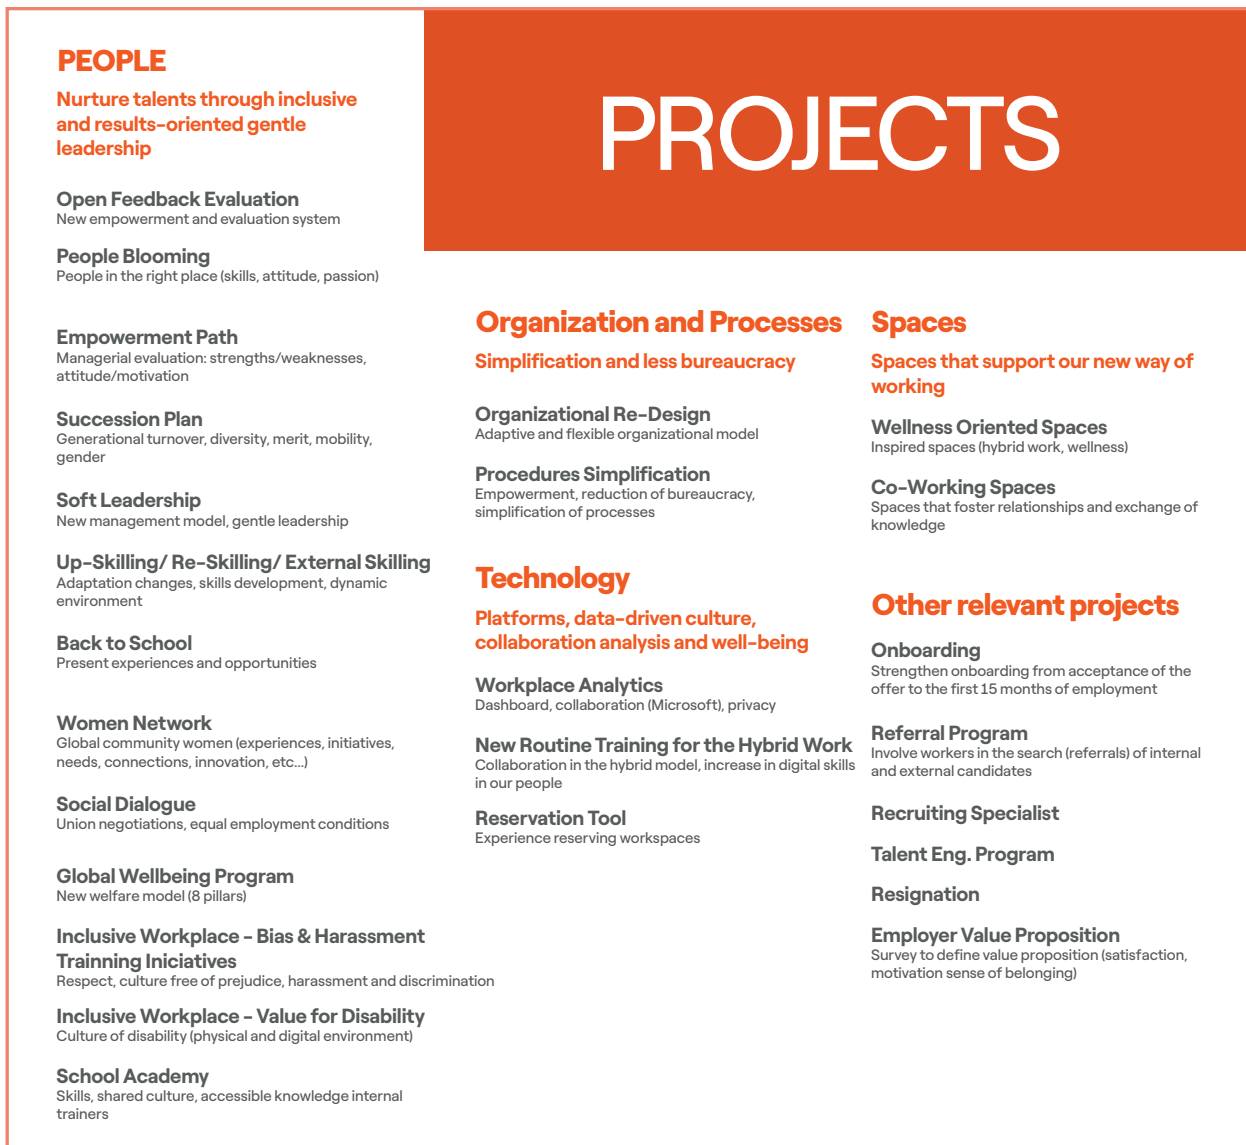 PEOPLE
Nurture talents through inclusive
and results-oriented gentle
leadership
Open Feedback Evaluation
New empowerment and evaluation system
People Blooming
People in the right place (skills, attitude, passion)
Empowerment Path
Managerial evaluation: strengths/weaknesses,
attitude/motivation
Succession Plan
Generational turnover, diversity, merit, mobility,
gender
Soft Leadership
New management model, gentle leadership
Up-Skilling/ Re-Skilling/ External Skilling
Adaptation changes, skills development, dynamic
environment
Back to School
Present experiences and opportunities
Women Network
Global community women (experiences, initiatives,
needs, connections, innovation, etc...)
Social Dialogue
Union negotiations, equal employment conditions
Global Wellbeing Program
New welfare model (8 pillars)
Inclusive Workplace - Bias & Harassment
Trainning Iniciatives
Respect, culture free of prejudice, harassment and discrimination
Inclusive Workplace - Value for Disability
Culture of disability (physical and digital environment)
School Academy
Skills, shared culture, accessible knowledge internal
trainers
PROJECTS
Organization and Processes
Simplification and less bureaucracy
Organizational Re-Design
Adaptive and flexible organizational model
Procedures Simplification
Empowerment, reduction of bureaucracy,
simplification of processes
Technology
Platforms, data-driven culture,
collaboration analysis and well-being
Workplace Analytics
Dashboard, collaboration (Microsoft), privacy
New Routine Training for the Hybrid Work
Collaboration in the hybrid model, increase in digital skills
in our people
Reservation Tool
Experience reserving workspaces
Spaces
Spaces that support our new way of
working
Wellness Oriented Spaces
Inspired spaces (hybrid work, wellness)
Co-Working Spaces
Spaces that foster relationships and exchange of
knowledge
Other relevant projects
Onboarding
Strengthen onboarding from acceptance of the
offer to the first 15 months of employment
Referral Program
Involve workers in the search (referrals) of internal
and external candidates
Recruiting Specialist
Talent Eng. Program
Resignation
Employer Value Proposition
Survey to define value proposition (satisfaction,
motivation sense of belonging)